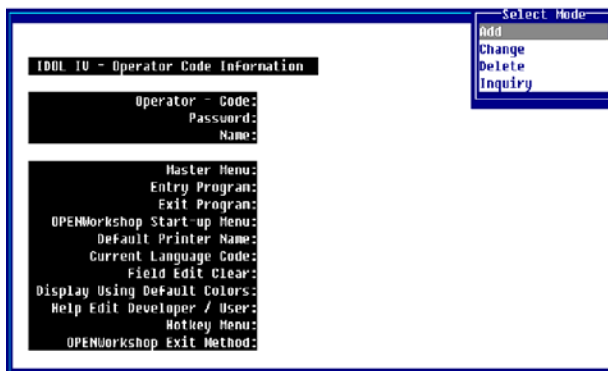 Select Mode
Add
Change
Delete
Inquiry
IDOL IV - Operator Code Information
Operator - Code:
Password:
Name:
Master Menu:
Entry Program:
Exit Program:
OPENWorkshop Start-up Menu:
Default Printer Name:
Current Language Code:
Field Edit Clear:
Display Using Default Colors:
Help Edit Developer / User:
Hotkey Menu:
OPENWorkshop Exit Method: